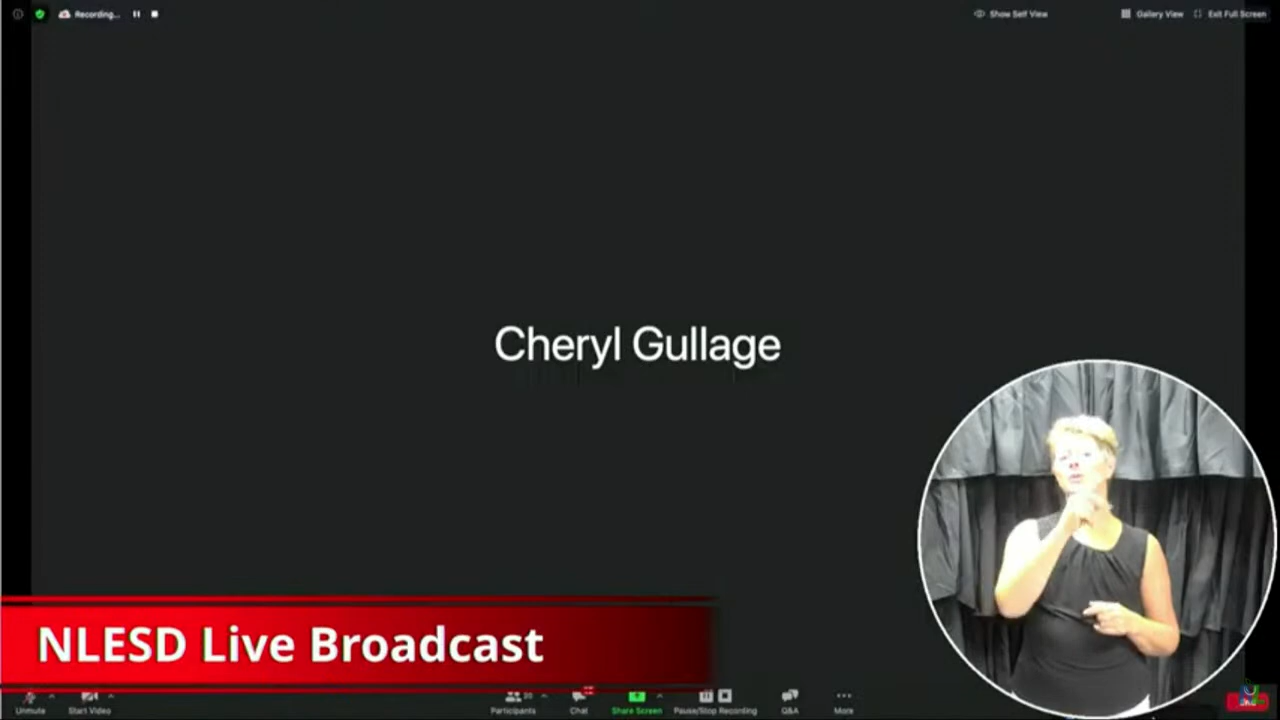 Recording...
Show Self View
Gallery View
Exit Full Screen
Cheryl Gullage
NLESD Live Broadcast
Unmute
Start Video
Participants
Chat
Share Screen
Pause/Stop Recording
Q&A
More